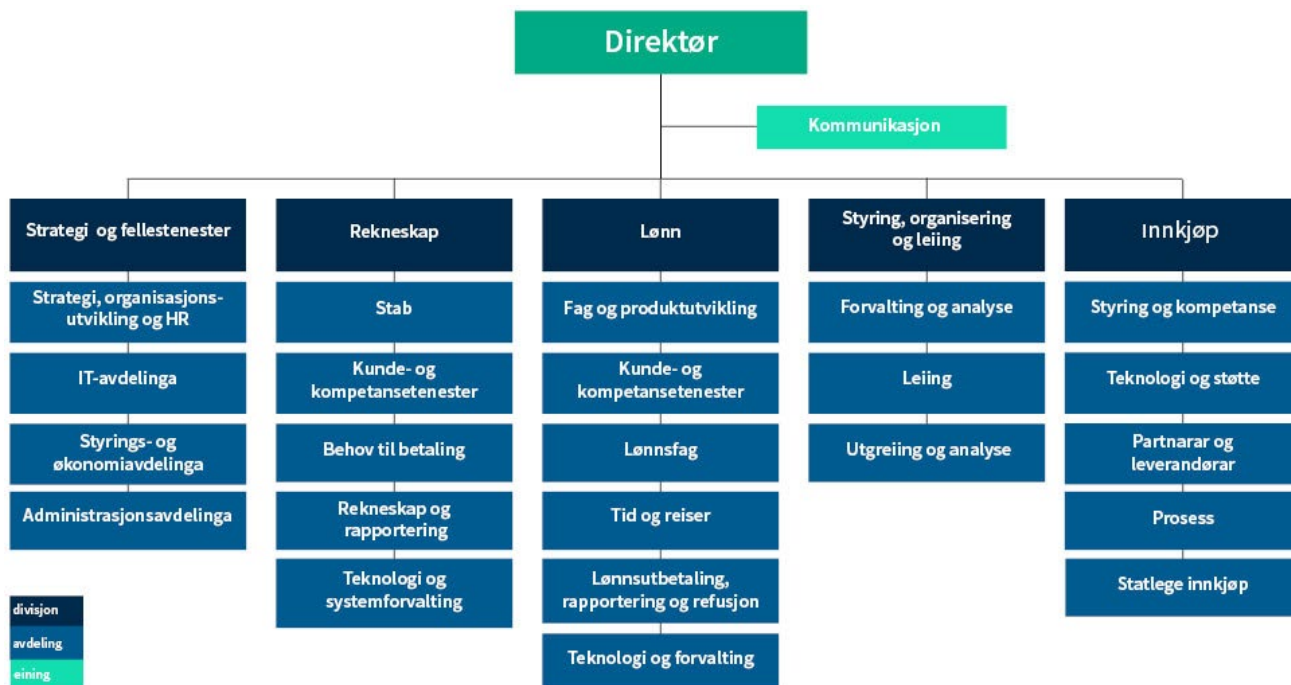 Direktør
Kommunikasjon
Strategi og fellestenester
Strategi, organisasjons-
utvikling og HR
IT-avdelinga
Styrings- og
økonomiavdelinga
Administrasjonsavdelinga
Rekneskap
Stab
Kunde- og
kompetansetenester
Behov til betaling
Rekneskap og
rapportering
Teknologi og
systemforvalting
Lønn
Fag og produktutvikling
Kunde- og
kompetansetenester
Lønnsfag
Tid og reiser
Lønnsutbetaling,
rapportering og refusjon
Teknologi og forvalting
Styring, organisering
og leiing
Forvalting og analyse
Leiing
Utgreiing og analyse
Innkjøp
Styring og kompetanse
Teknologi og støtte
Partnarar og
leverandørar
Prosess
Statlege innkjøp
divisjon
avdeling
eining